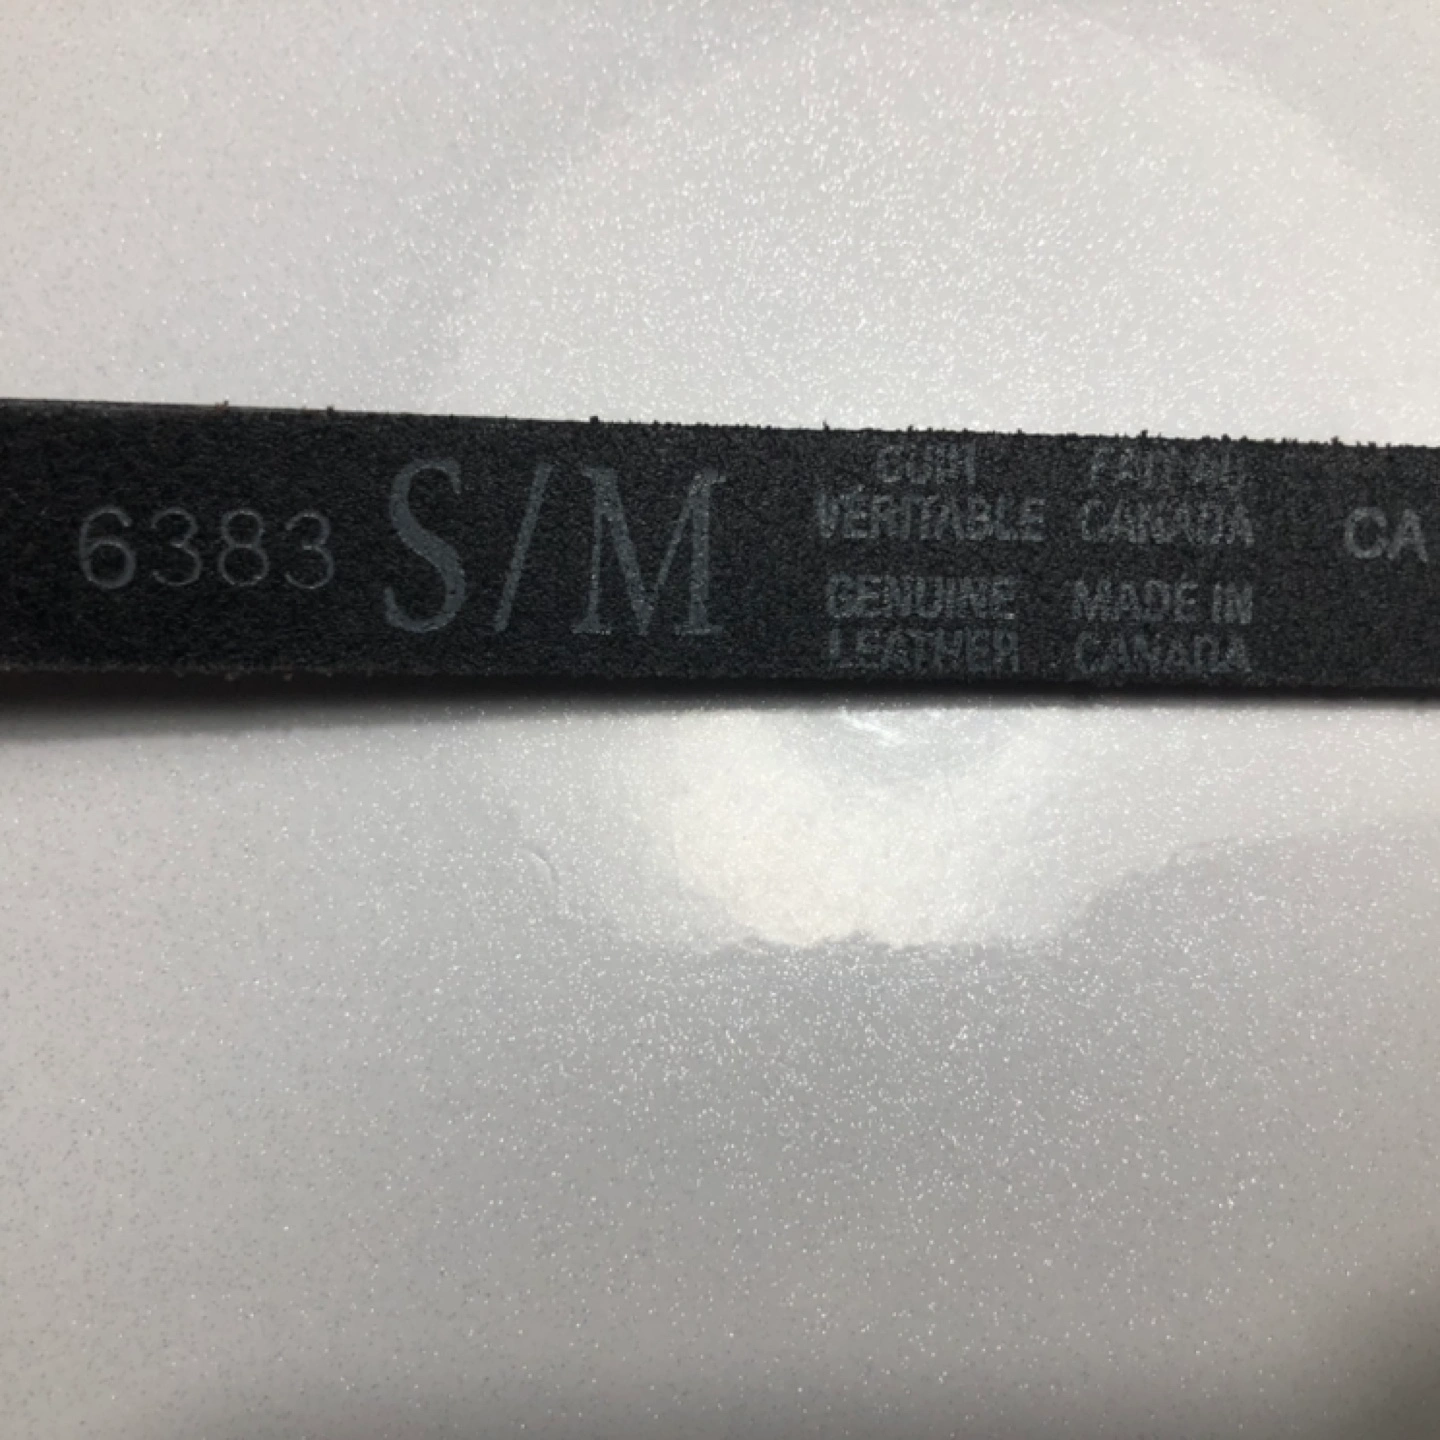 6383 S/M
CUIR
VÉRITABLE
GENUINE
LEATHER
FAIT AU
CANADA
MADE IN
CANADA
CA